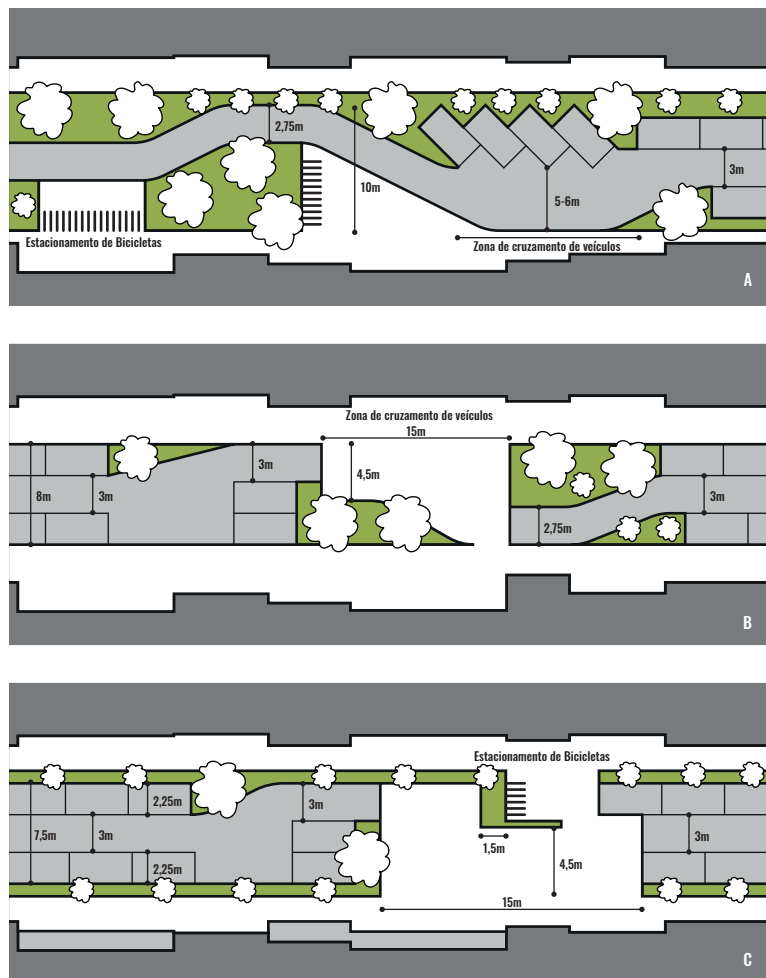 2,75m
10m
3m
5-6m
Estacionamento de Bicicletas
Zona de cruzamento de veículos
A
Zona de cruzamento de veículos
15m
3m
4,5m
8m
3m
3m
2,75m
B
Estacionamento de Bicicletas
2,25m
3m
7,5m
3m
3m
1,5m
2,25m
4,5m
15m
C